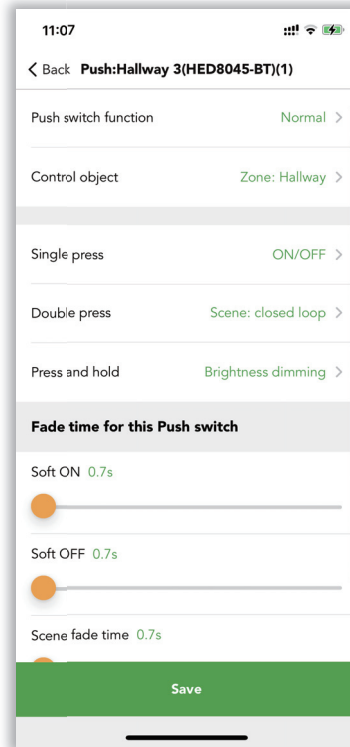 11:07
Back Push:Hallway 3(HED8045-BT)(1)
Push switch function Normal
Control object Zone: Hallway
Single press ON/OFF
Double press Scene: closed loop
Press and hold Brightness dimming
Fade time for this Push switch
Soft ON 0.7s
Soft OFF 0.7s
Scene fade time 0.7s
Save